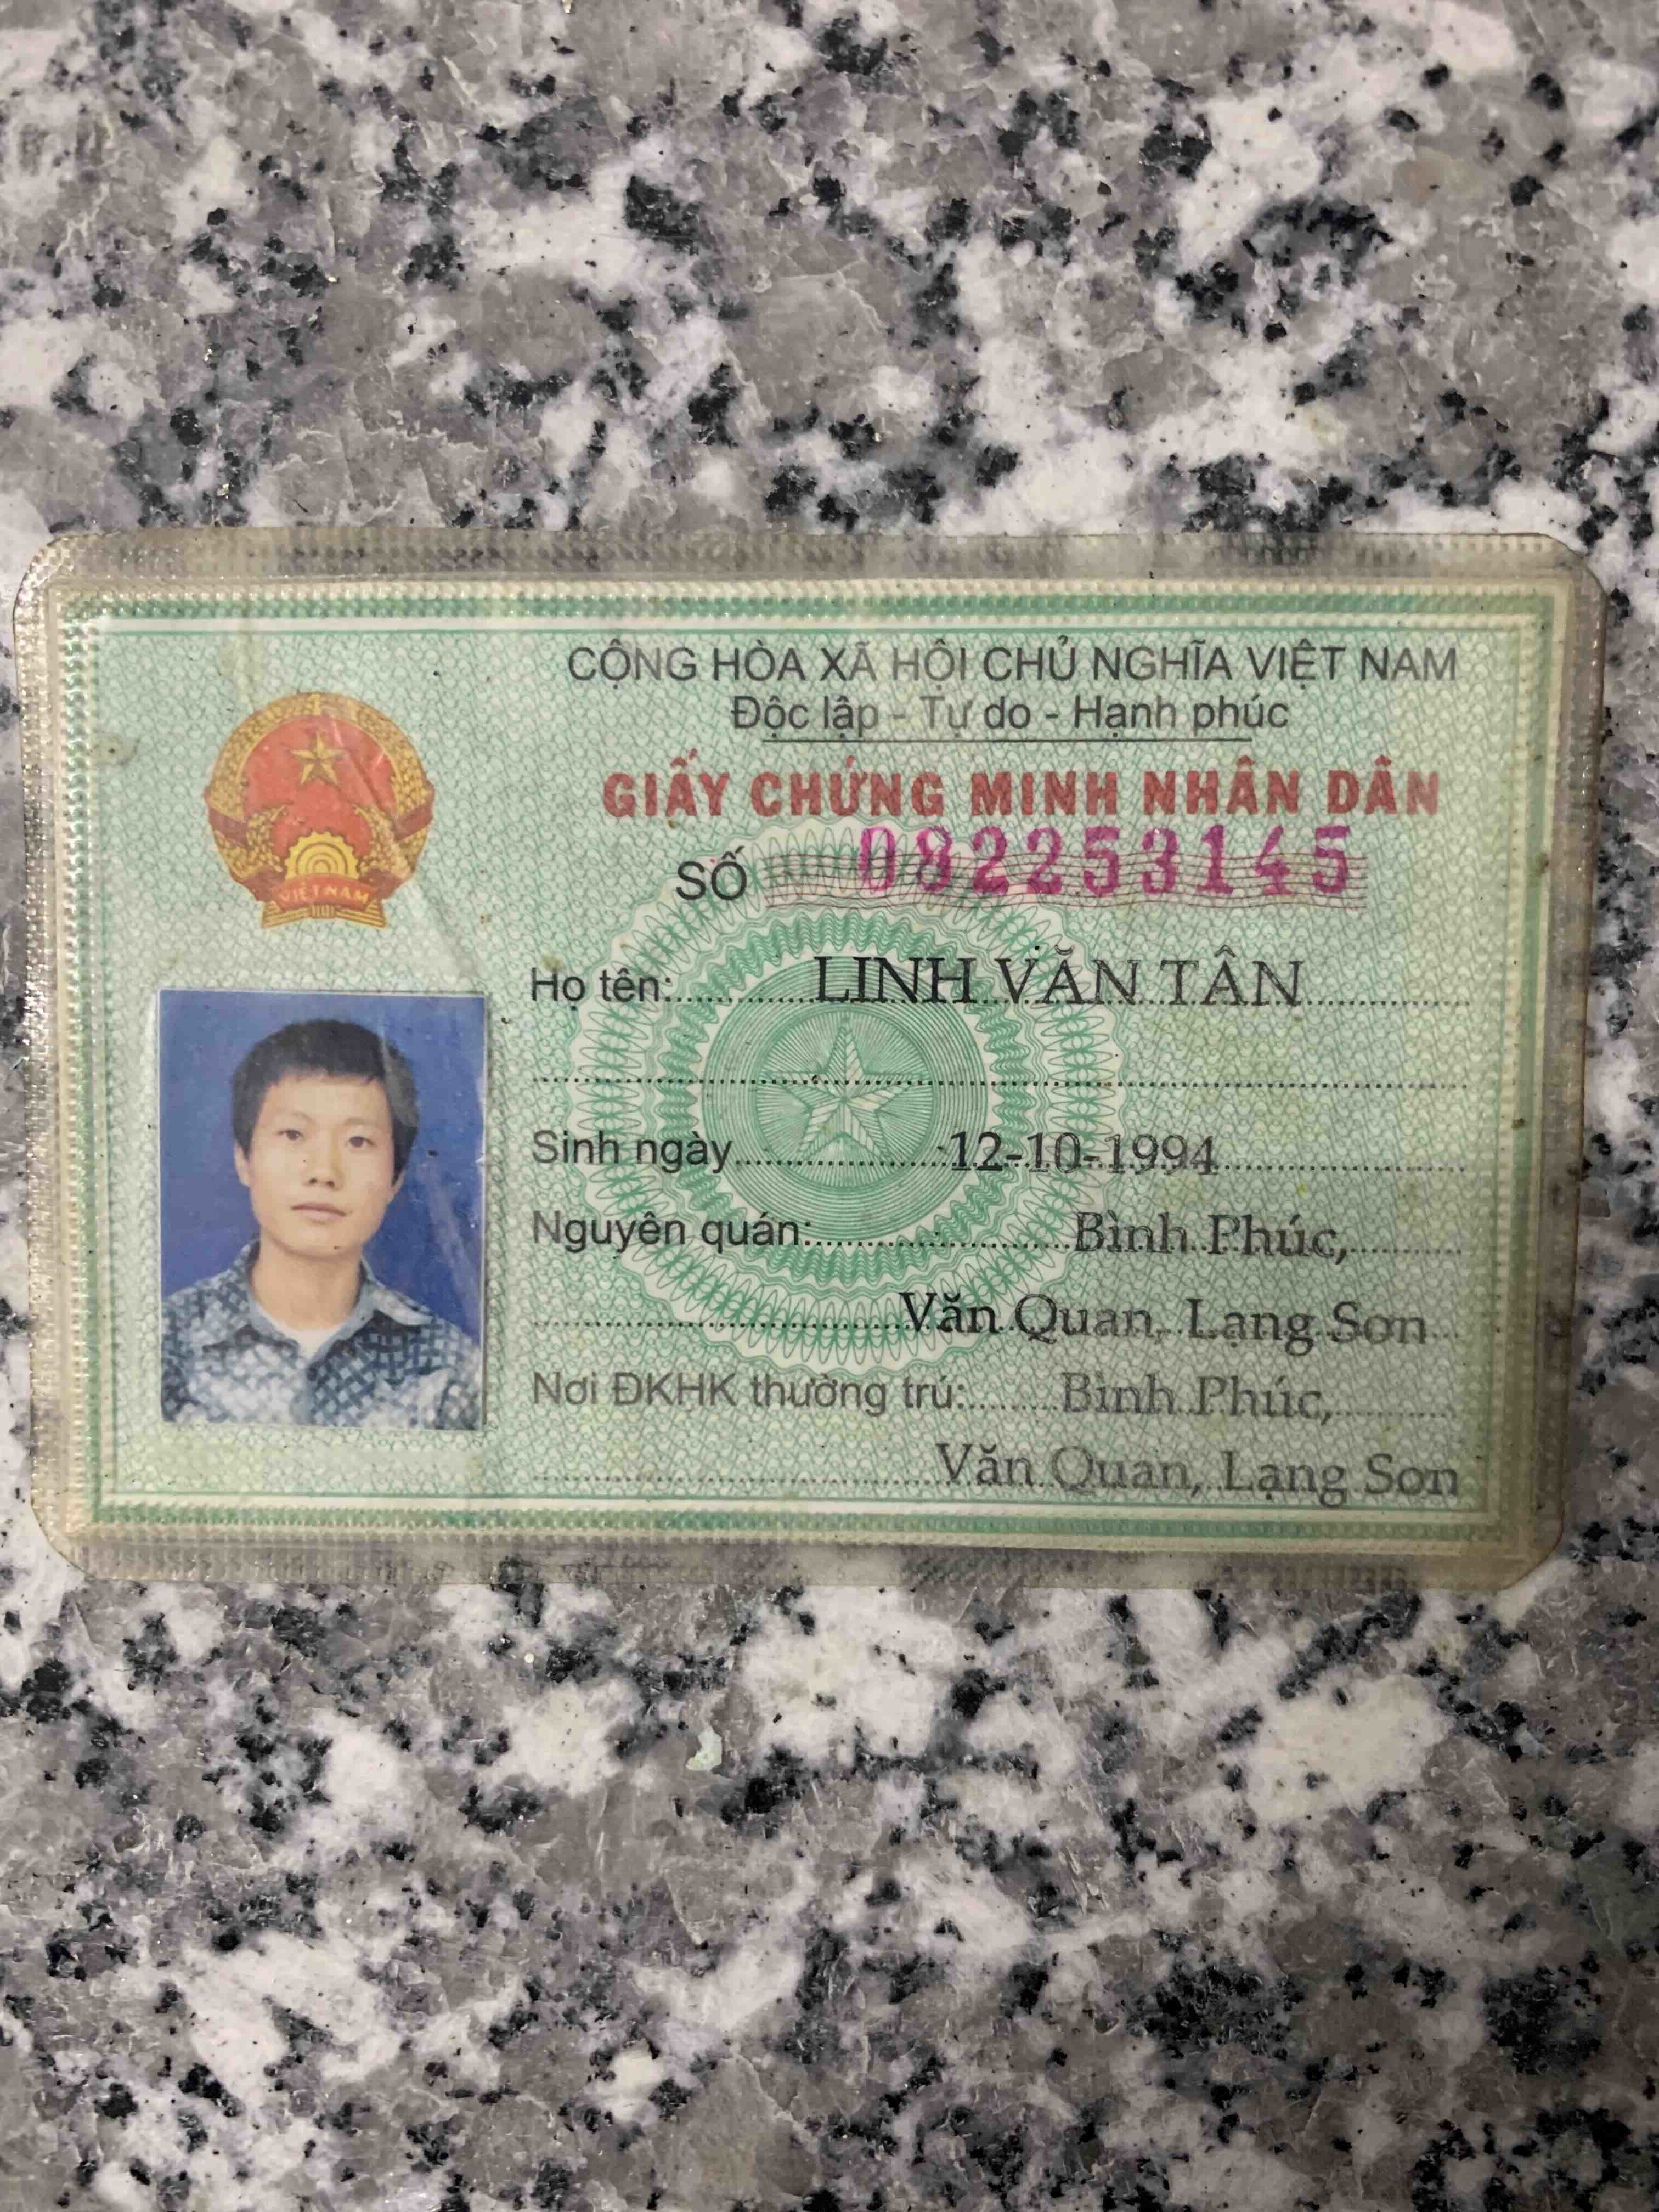 CỘNG HÒA XÃ HỘI CHỦ NGHĨA VIỆT NAM
Độc lập - Tự do - Hạnh phúc
GIẤY CHỨNG MINH NHÂN DÂN
SỐ 082253145
VIỆT NAM
Họ tên: LINH VĂN TÂN
Sinh ngày 12-10-1994
Nguyên quán: Bình Phúc,
Văn Quan, Lạng Sơn
Nơi ĐKHK thường trú: Bình Phúc,
Văn Quan, Lạng Sơn